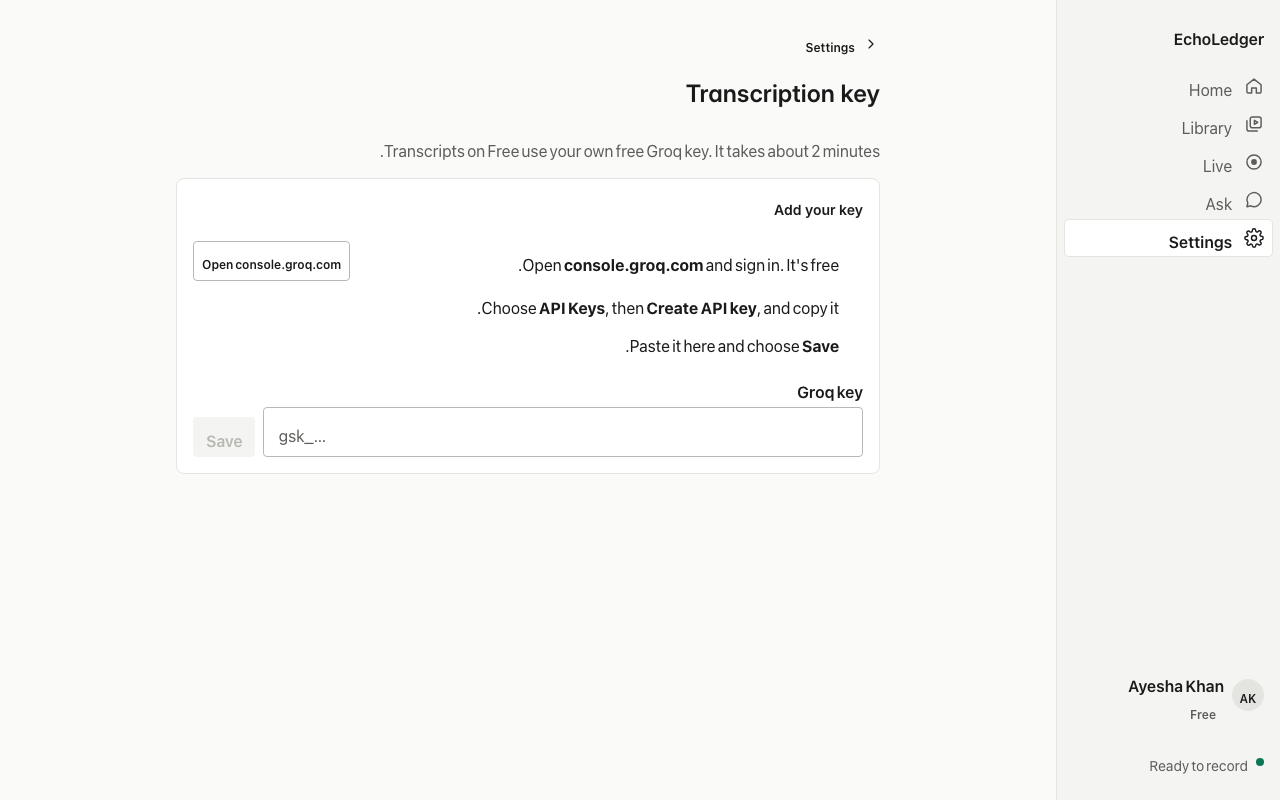 EchoLedger
Home
Library
Live
Ask
Settings
Ayesha Khan
AK
Free
Ready to record
Settings
Transcription key
.Transcripts on Free use your own free Groq key. It takes about 2 minutes
Add your key
.Open console.groq.com and sign in. It's free
Open console.groq.com
.Choose API Keys, then Create API key, and copy it
.Paste it here and choose Save
Groq key
gsk_...
Save